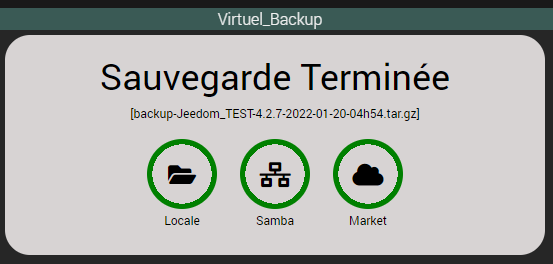 Virtuel_Backup
Sauvegarde Terminée
[backup-Jeedom_TEST-4.2.7-2022-01-20-04h54.tar.gz]
Locale Samba Market